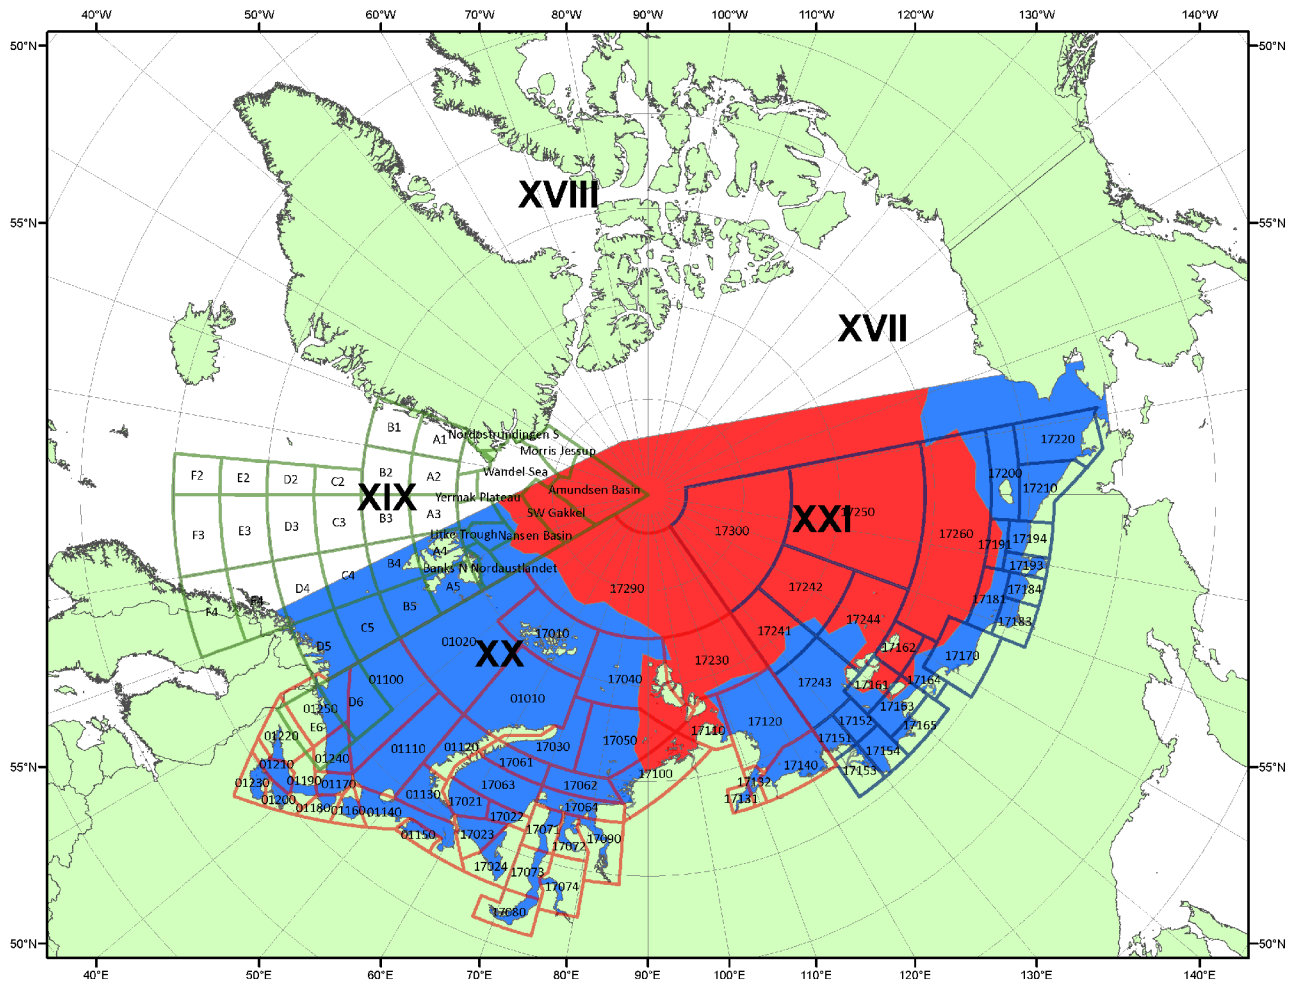 40°W 50°W 60°W 70°W 80°W 90°W 100°W 110°W 120°W 130°W 140°W
50°N 50°N
XVIII
55°N 55°N
XVII
B1 A1 Nordostrundingen S
Morris Jessup
17220
F2 E2 D2 C2 B2 A2 Wandel Sea
17200
17210
XIX
Yermak Plateau Amundsen Basin
F3 E3 D3 C3 B3 A3 SW Gakkel
XXI
17250
17300 17260 17191 17194
Litke Trough Nansen Basin
A4
B4 Banks N Nordaustlandet
17193
F4 E4 D4 C4 A5 17290 17242 17181 17184
B5
C5 01020 17010 17241 17244 17183
D5 XX 17162 17170
01100 01010 17040 17230 17243 17161 17164
01250 D6 17163
E6 17120 17152 17165
01220 01110 01120 17030 17050 17110 17151 17154
01210 01240 17061 17100 17140 17153
01230 01190 01170 17063 17062 17132
01200 01180 01160 01140 01130 17021 17064 17131
01150 17023 17022 17071 17072 17090
17024 17073 17074
17080
55°N 55°N
50°N 50°N
40°E 50°E 60°E 70°E 80°E 90°E 100°E 110°E 120°E 130°E 140°E